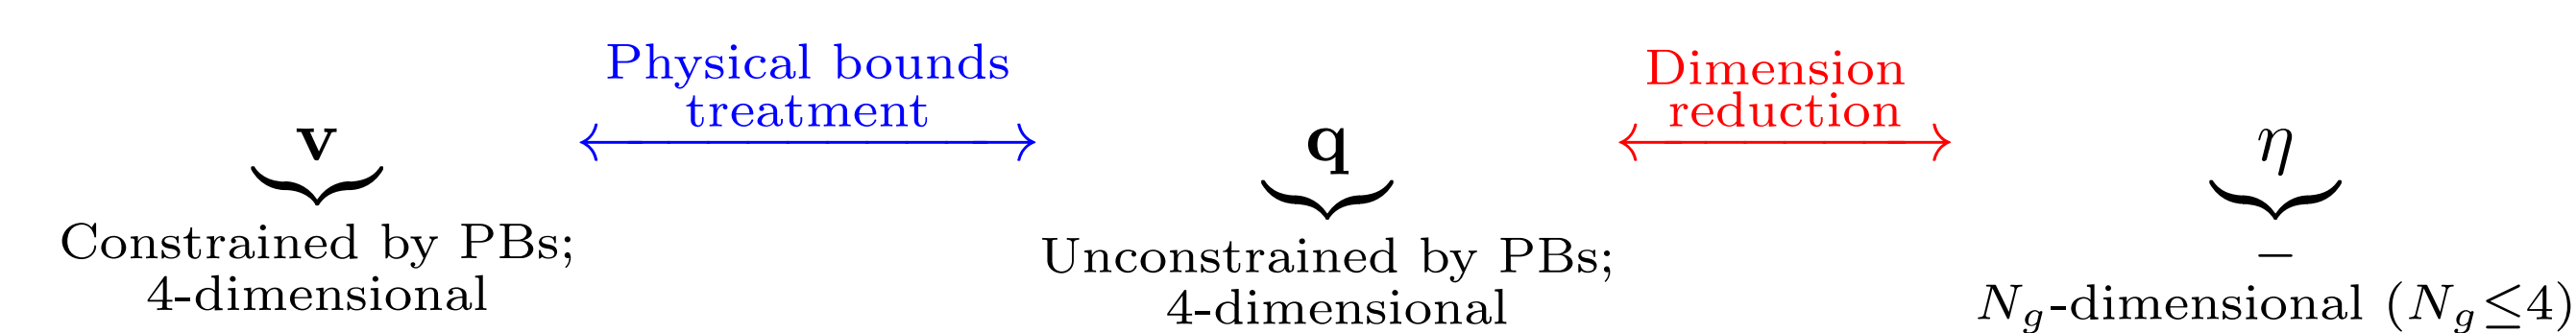 Physical bounds
treatment
Dimension
reduction
v
q
η
Constrained by PBs;
4-dimensional
Unconstrained by PBs;
4-dimensional
–
N_g-dimensional (N_g≤4)